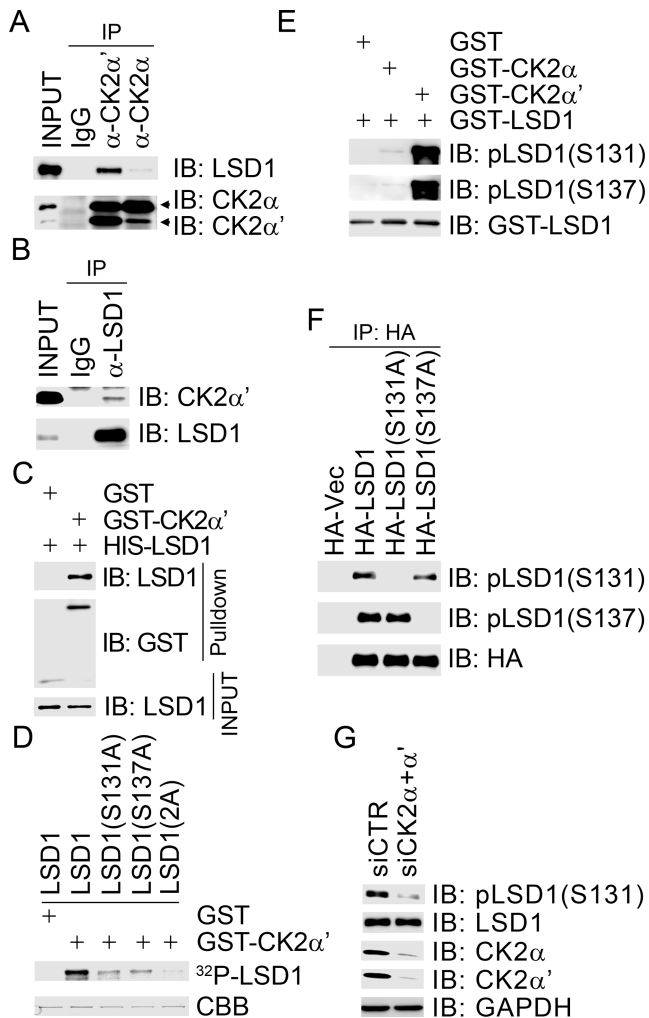 A
IP
INPUT
IgG
α-CK2α’
α-CK2α
IB: LSD1
IB: CK2α
IB: CK2α’
B
IP
INPUT
IgG
α-LSD1
IB: CK2α’
IB: LSD1
C
+ GST
+ GST-CK2α’
+ + HIS-LSD1
IB: LSD1
IB: GST
Pulldown
IB: LSD1
INPUT
D
LSD1
LSD1
LSD1(S131A)
LSD1(S137A)
LSD1(2A)
+ GST
+ + + + GST-CK2α’
³²P-LSD1
CBB
E
+ GST
+ GST-CK2α
+ GST-CK2α’
+ + + GST-LSD1
IB: pLSD1(S131)
IB: pLSD1(S137)
IB: GST-LSD1
F
IP: HA
HA-Vec
HA-LSD1
HA-LSD1(S131A)
HA-LSD1(S137A)
IB: pLSD1(S131)
IB: pLSD1(S137)
IB: HA
G
siCTR
siCK2α+α’
IB: pLSD1(S131)
IB: LSD1
IB: CK2α
IB: CK2α’
IB: GAPDH